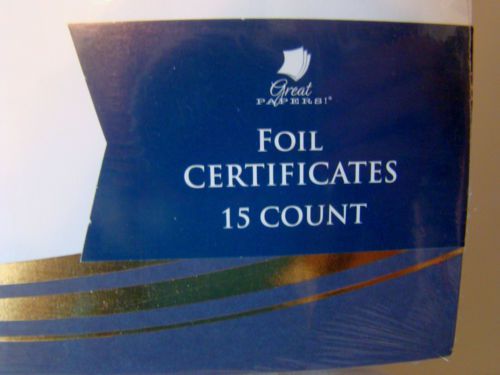 Great
PAPERS!®
FOIL
CERTIFICATES
15 COUNT